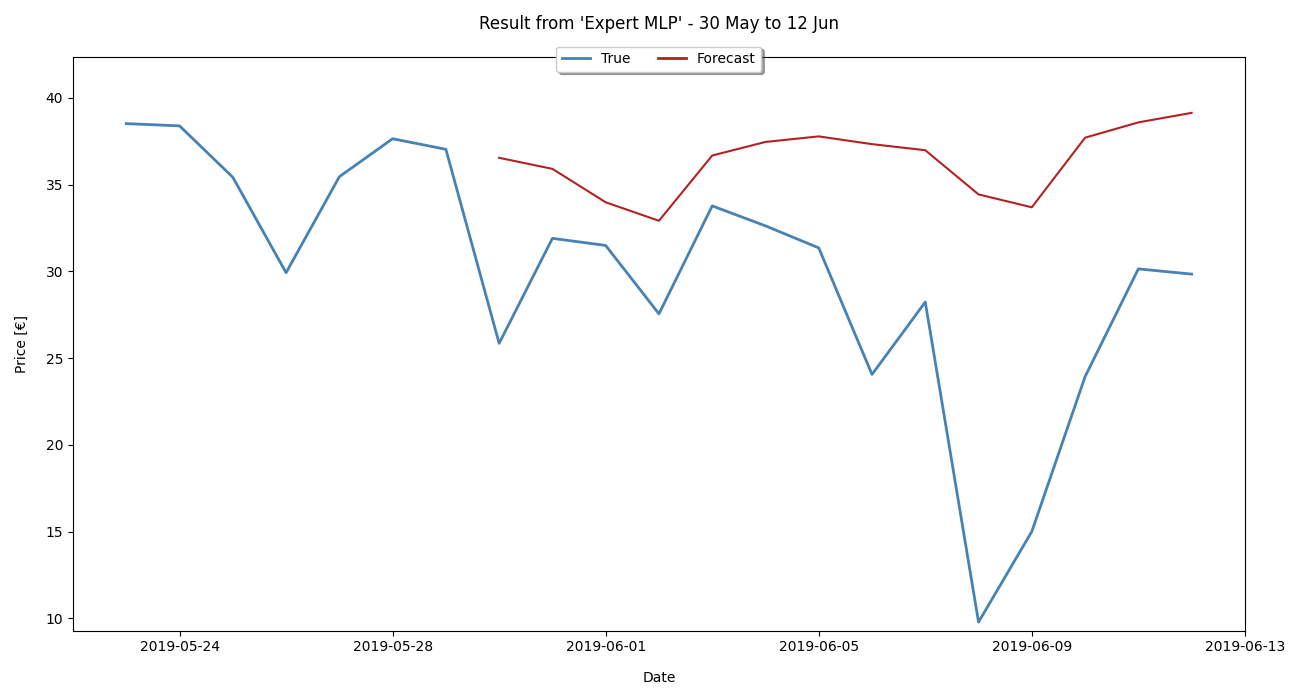 Result from 'Expert MLP' - 30 May to 12 Jun
True Forecast
40
35
30
25
20
15
10
Price [€]
2019-05-24 2019-05-28 2019-06-01 2019-06-05 2019-06-09 2019-06-13
Date